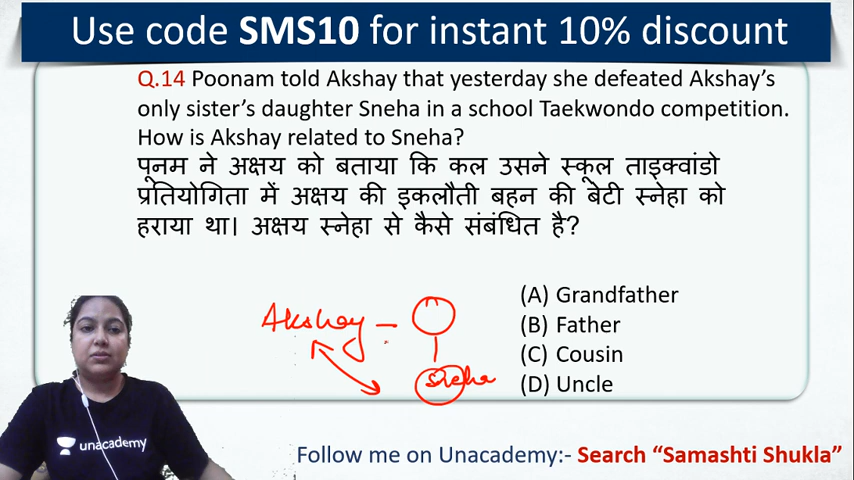 Use code SMS10 for instant 10% discount
Q.14 Poonam told Akshay that yesterday she defeated Akshay's
only sister's daughter Sneha in a school Taekwondo competition.
How is Akshay related to Sneha?
पूनम ने अक्षय को बताया कि कल उसने स्कूल ताइक्वांडो
प्रतियोगिता में अक्षय की इकलौती बहन की बेटी स्नेहा को
हराया था। अक्षय स्नेहा से कैसे संबंधित है?
Akshay
Sneha
(A) Grandfather
(B) Father
(C) Cousin
(D) Uncle
unacademy
Follow me on Unacademy:- Search "Samashti Shukla"